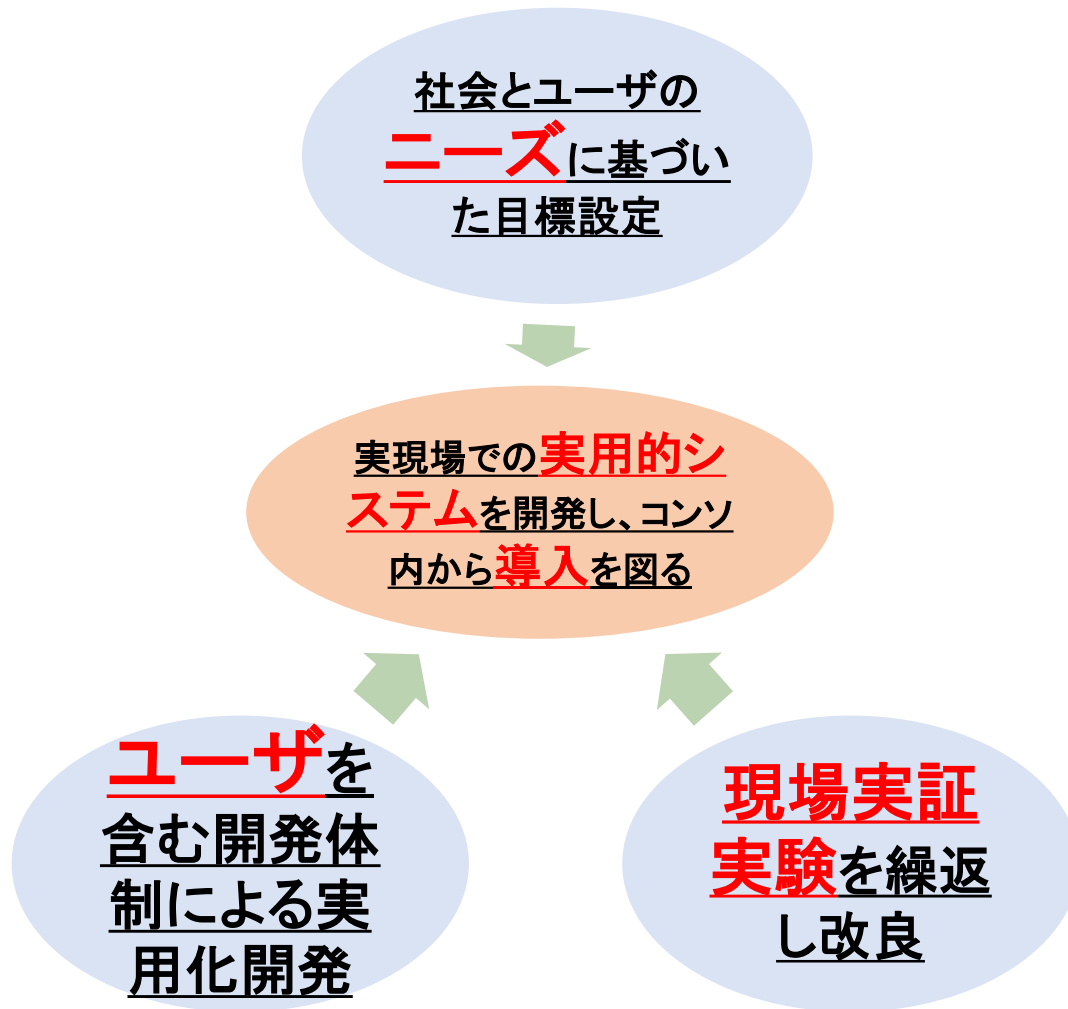 社会とユーザの
ニーズに基づい
た目標設定
実現場での実用的シ
ステムを開発し、コンソ
内から導入を図る
ユーザを
含む開発体
制による実
用化開発
現場実証
実験を繰返
し改良